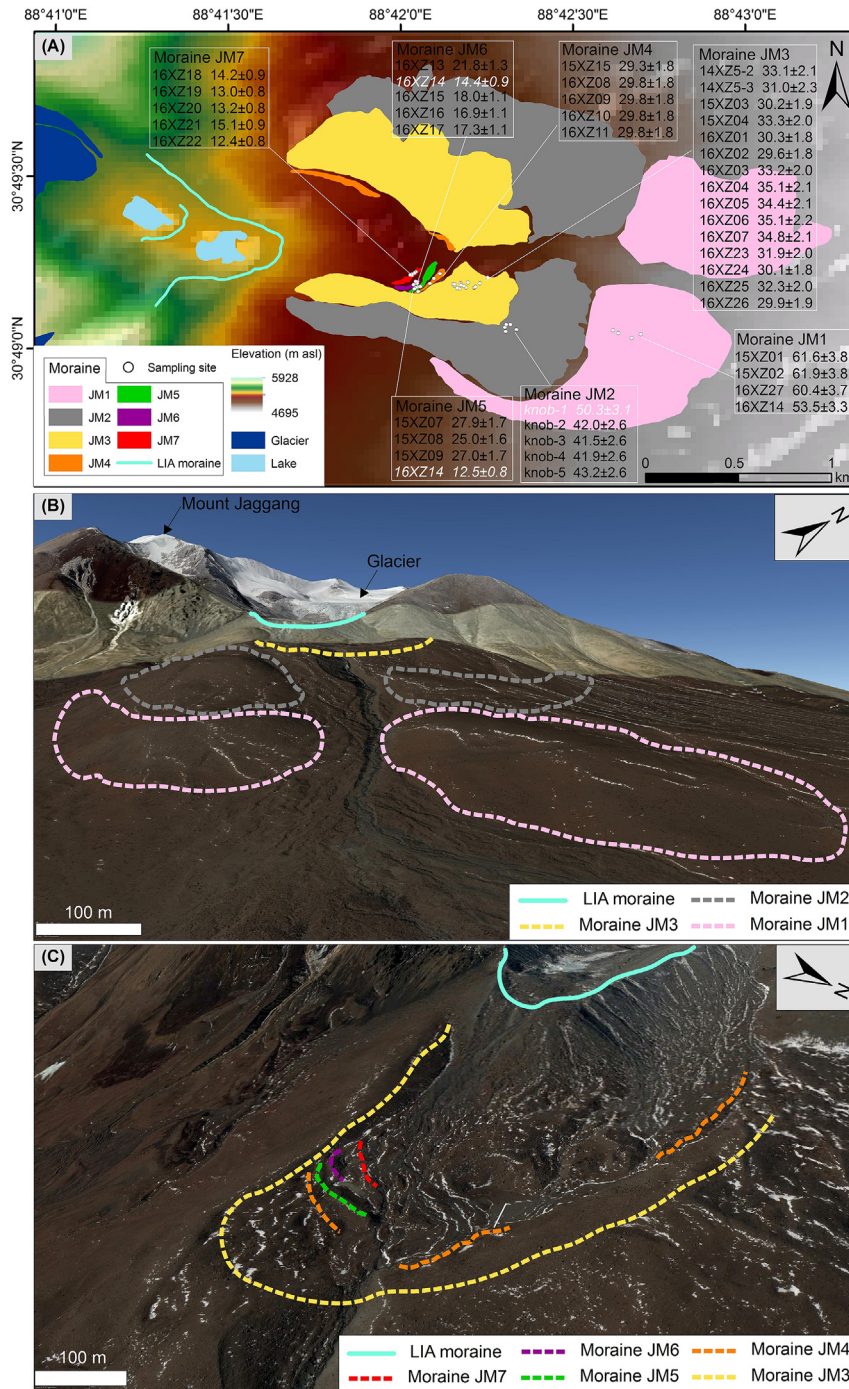 88°41'0"E
88°41'30"E
88°42'0"E
88°42'30"E
88°43'0"E
(A)
N
30°49'30"N
30°49'0"N
Moraine JM7
16XZ18 14.2±0.9
16XZ19 13.0±0.8
16XZ20 13.2±0.8
16XZ21 15.1±0.9
16XZ22 12.4±0.8
Moraine JM6
16XZ13 21.8±1.3
16XZ14 14.4±0.9
16XZ15 18.0±1.1
16XZ16 16.9±1.1
16XZ17 17.3±1.1
Moraine JM4
15XZ15 29.3±1.8
16XZ08 29.8±1.8
16XZ09 29.8±1.8
16XZ10 29.8±1.8
16XZ11 29.8±1.8
Moraine JM3
14XZ5-2 33.1±2.1
14XZ5-3 31.0±2.3
15XZ03 30.2±1.9
15XZ04 33.3±2.0
16XZ01 30.3±1.8
16XZ02 29.6±1.8
16XZ03 33.2±2.0
16XZ04 35.1±2.1
16XZ05 34.4±2.1
16XZ06 35.1±2.2
16XZ07 34.8±2.1
16XZ23 31.9±2.0
16XZ24 30.1±1.8
16XZ25 32.3±2.0
16XZ26 29.9±1.9
Moraine JM1
15XZ01 61.6±3.8
15XZ02 61.9±3.8
16XZ27 60.4±3.7
16XZ14 53.5±3.3
Moraine JM5
15XZ07 27.9±1.7
15XZ08 25.0±1.6
15XZ09 27.0±1.7
16XZ14 12.5±0.8
Moraine JM2
knob-1 50.3±3.1
knob-2 42.0±2.6
knob-3 41.5±2.6
knob-4 41.9±2.6
knob-5 43.2±2.6
Moraine
Sampling site
Elevation (m asl)
JM1
JM5
5928
JM2
JM6
4695
JM3
JM7
Glacier
JM4
LIA moraine
Lake
0 0.5 1
km
(B)
Mount Jaggang
Glacier
N
100 m
LIA moraine
Moraine JM2
Moraine JM3
Moraine JM1
(C)
N
100 m
LIA moraine
Moraine JM6
Moraine JM4
Moraine JM7
Moraine JM5
Moraine JM3